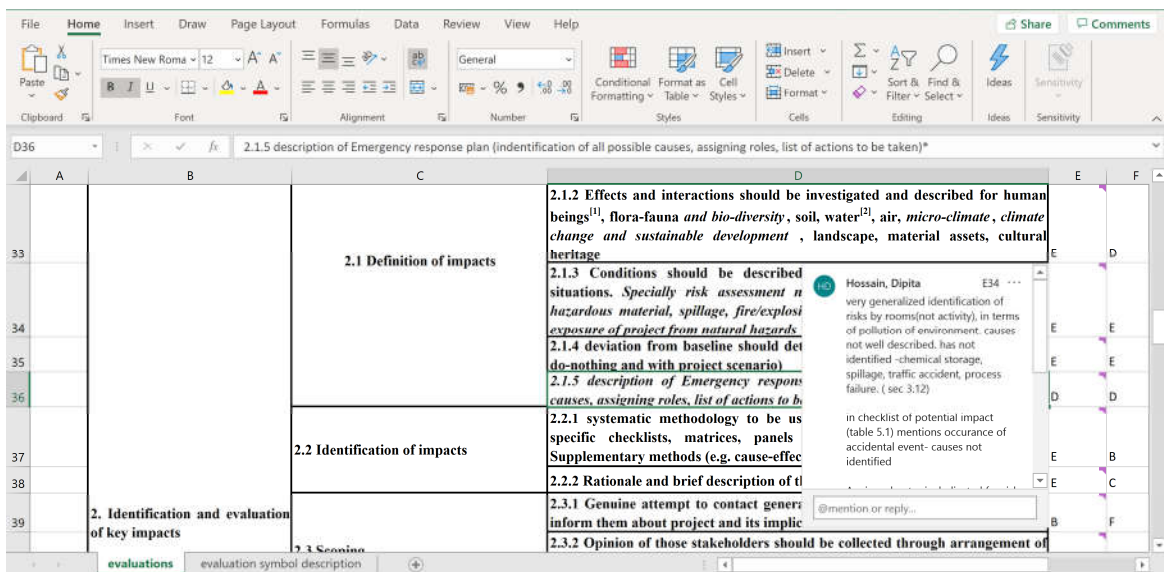 File Home Insert Draw Page Layout Formulas Data Review View Help Share Comments
Paste
Times New Roma 12 A A
B I U A
ab
General
% 9
Conditional Formatting
Format as Table
Cell Styles
Insert
Delete
Format
Sort & Filter
Find & Select
Ideas
Sensitivity
Clipboard Font Alignment Number Styles Cells Editing Ideas Sensitivity
D36 fx 2.1.5 description of Emergency response plan (indentification of all possible causes, assigning roles, list of actions to be taken)*
A B C D E F
2.1.2 Effects and interactions should be investigated and described for human
beings[1], flora-fauna and bio-diversity, soil, water[2], air, micro-climate, climate
change and sustainable development , landscape, material assets, cultural
33 2.1 Definition of impacts heritage E D
2.1.3 Conditions should be described
situations. Specially risk assessment n
hazardous material, spillage, fire/explosi
34 exposure of project from natural hazards E E
2.1.4 deviation from baseline should det
35 do-nothing and with project scenario) E E
2.1.5 description of Emergency respons
36 causes, assigning roles, list of actions to b D D
2.2.1 systematic methodology to be us
specific checklists, matrices, panels
37 2.2 Identification of impacts Supplementary methods (e.g. cause-effec E B
38 2.2.2 Rationale and brief description of tl E C
2.3.1 Genuine attempt to contact genera
39 2. Identification and evaluation of key impacts inform them about project and its implic B F
2.3 Scoping
2.3.2 Opinion of those stakeholders should be collected through arrangement of
HD Hossain, Dipita E34 ...
very generalized identification of
risks by rooms(not activity), in terms
of pollution of environment. causes
not well described. has not
identified -chemical storage,
spillage, traffic accident, process
failure. ( sec 3.12)
in checklist of potential impact
(table 5.1) mentions occurance of
accidental event- causes not
identified
@mention or reply...
evaluations evaluation symbol description